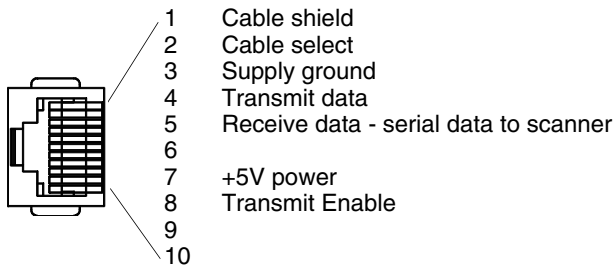 1 Cable shield
2 Cable select
3 Supply ground
4 Transmit data
5 Receive data - serial data to scanner
6
7 +5V power
8 Transmit Enable
9
10